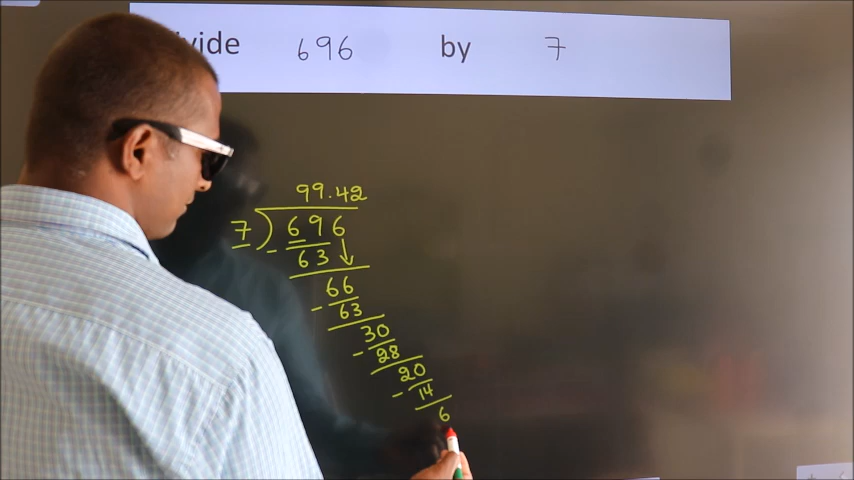 vide 696 by 7
99.42
7 ) 696
- 63 ↓
66
- 63
30
- 28
20
- 14
6